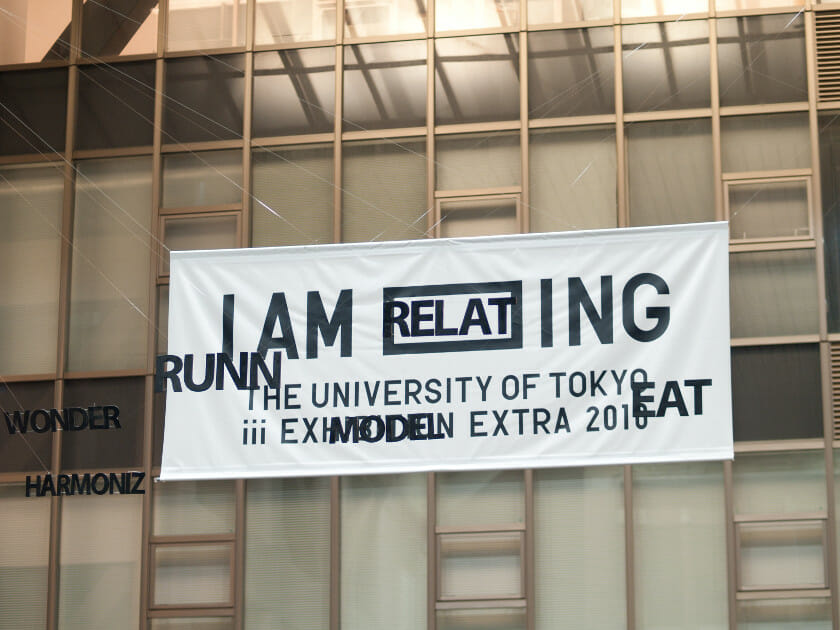 I AM RELAT ING
RUNN
THE UNIVERSITY OF TOKYO
EAT
WONDER
iii EXHIBITION EXTRA 2016
MODEL
HARMONIZ